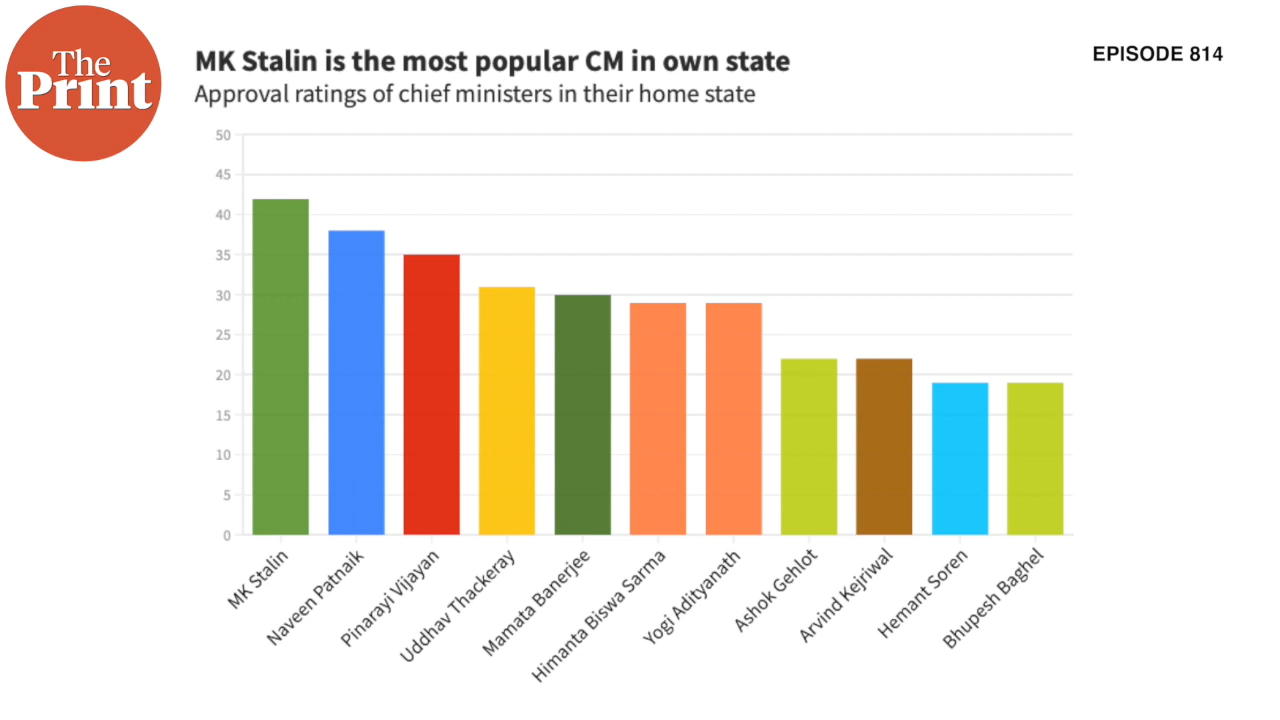 The
Print
MK Stalin is the most popular CM in own state
Approval ratings of chief ministers in their home state
EPISODE 814
50
45
40
35
30
25
20
15
10
5
0
MK Stalin
Naveen Patnaik
Pinarayi Vijayan
Uddhav Thackeray
Mamata Banerjee
Himanta Biswa Sarma
Yogi Adityanath
Ashok Gehlot
Arvind Kejriwal
Hemant Soren
Bhupesh Baghel